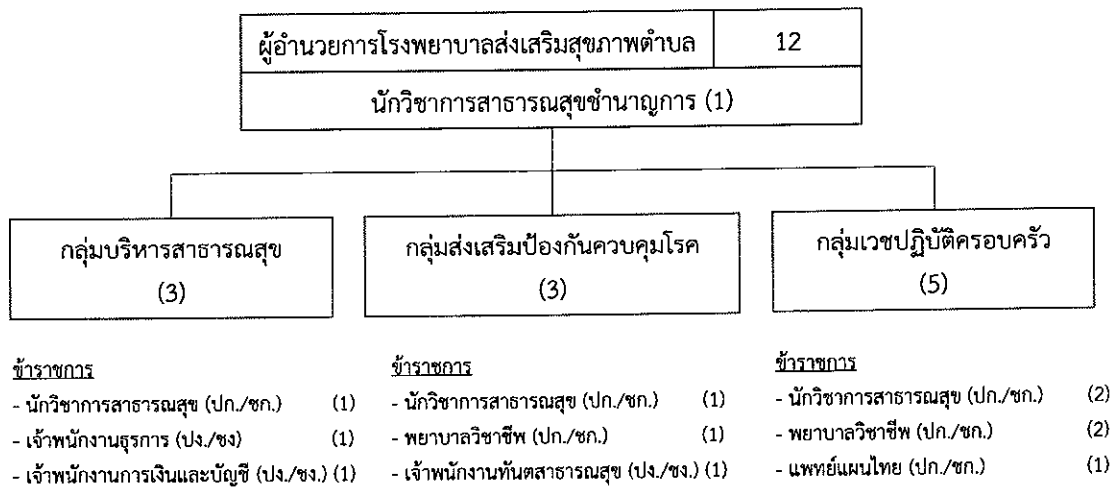 ผู้อำนวยการโรงพยาบาลส่งเสริมสุขภาพตำบล 12
นักวิชาการสาธารณสุขชำนาญการ (1)
กลุ่มบริหารสาธารณสุข
(3)
กลุ่มส่งเสริมป้องกันควบคุมโรค
(3)
กลุ่มเวชปฏิบัติครอบครัว
(5)
ข้าราชการ
- นักวิชาการสาธารณสุข (ปก./ชก.) (1)
- เจ้าพนักงานธุรการ (ปง./ชง) (1)
- เจ้าพนักงานการเงินและบัญชี (ปง./ชง.) (1)
ข้าราชการ
- นักวิชาการสาธารณสุข (ปก./ชก.) (1)
- พยาบาลวิชาชีพ (ปก./ชก.) (1)
- เจ้าพนักงานทันตสาธารณสุข (ปง./ชง.) (1)
ข้าราชการ
- นักวิชาการสาธารณสุข (ปก./ชก.) (2)
- พยาบาลวิชาชีพ (ปก./ชก.) (2)
- แพทย์แผนไทย (ปก./ชก.) (1)